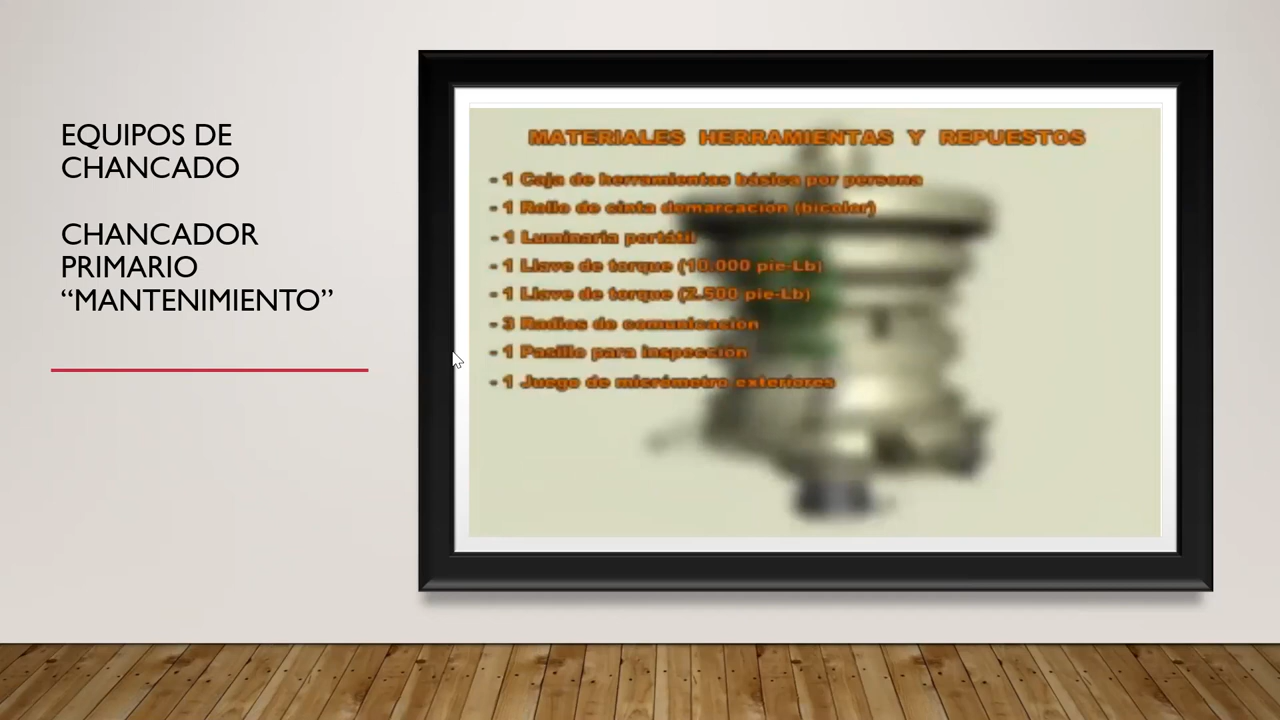 EQUIPOS DE
CHANCADO
CHANCADOR
PRIMARIO
“MANTENIMIENTO”
MATERIALES HERRAMIENTAS Y REPUESTOS
- 1 Caja de herramientas básica por persona
- 1 Rollo de cinta demarcación (bicolor)
- 1 Luminaria portátil
- 1 Llave de torque (10.000 pie-Lb)
- 1 Llave de torque (2.500 pie-Lb)
- 3 Radios de comunicación
- 1 Pasillo para inspección
- 1 Juego de micrómetro exteriores